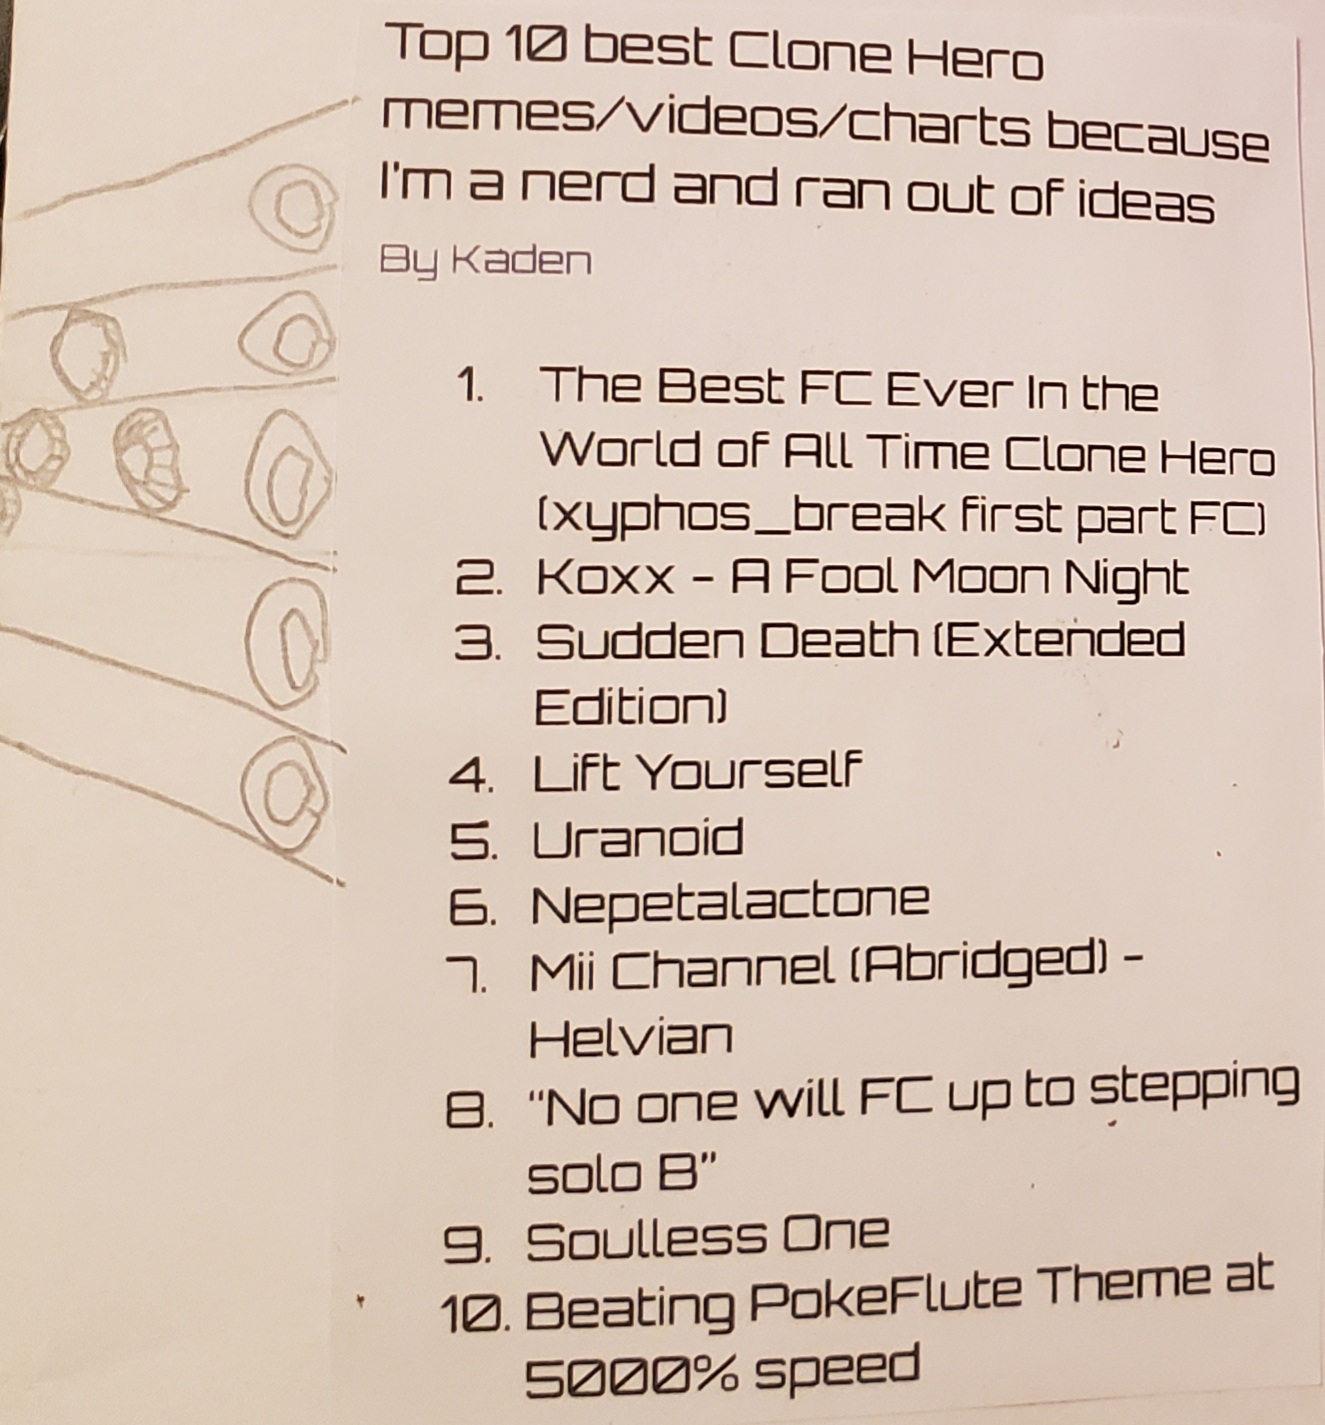 Top 10 best Clone Hero
memes/videos/charts because
I'm a nerd and ran out of ideas
By Kaden
1. The Best FC Ever In the
World of All Time Clone Hero
(xyphos_break first part FC)
2. Koxx - A Fool Moon Night
3. Sudden Death (Extended
Edition)
4. Lift Yourself
5. Uranoid
6. Nepetalactone
7. Mii Channel (Abridged) -
Helvian
8. "No one will FC up to stepping
solo B"
9. Soulless One
10. Beating PokeFlute Theme at
5000% speed